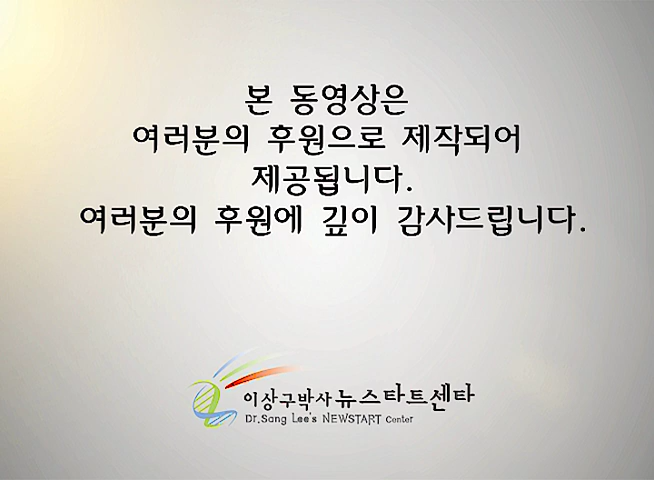 본 동영상은
여러분의 후원으로 제작되어
제공됩니다.
여러분의 후원에 깊이 감사드립니다.
이상구박사 뉴스타트센타
Dr.Sang Lee's NEWSTART Center